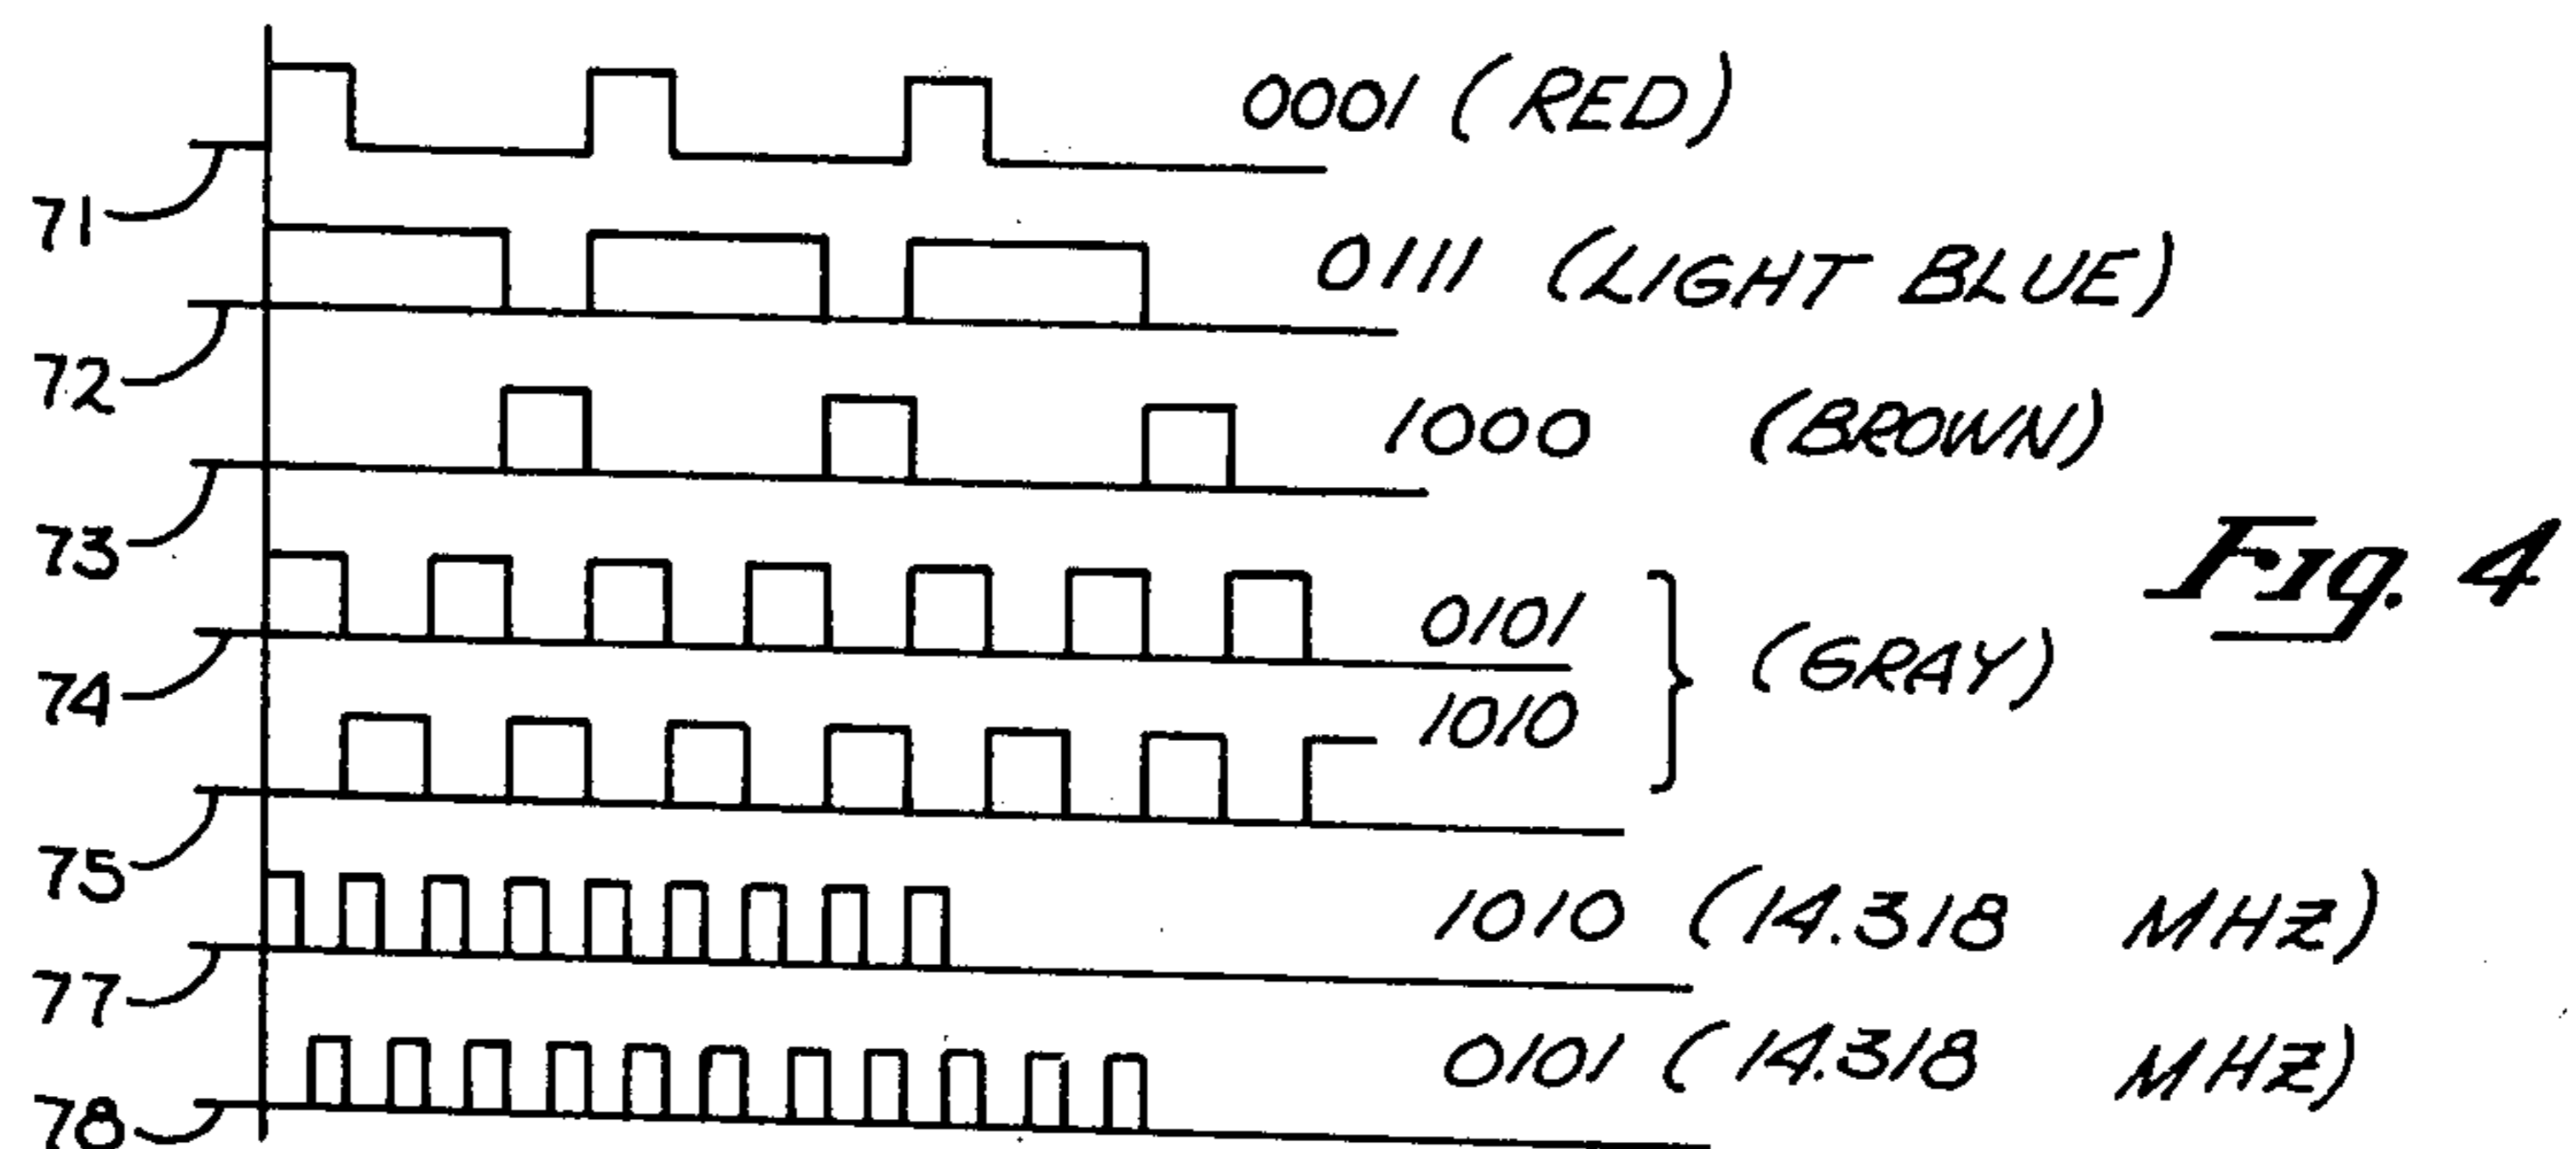 71 0001 (RED)
72 0111 (LIGHT BLUE)
73 1000 (BROWN)
74 0101
(GRAY)
75 1010
77 1010 (14.318 MHZ)
78 0101 (14.318 MHZ)
Fig. 4